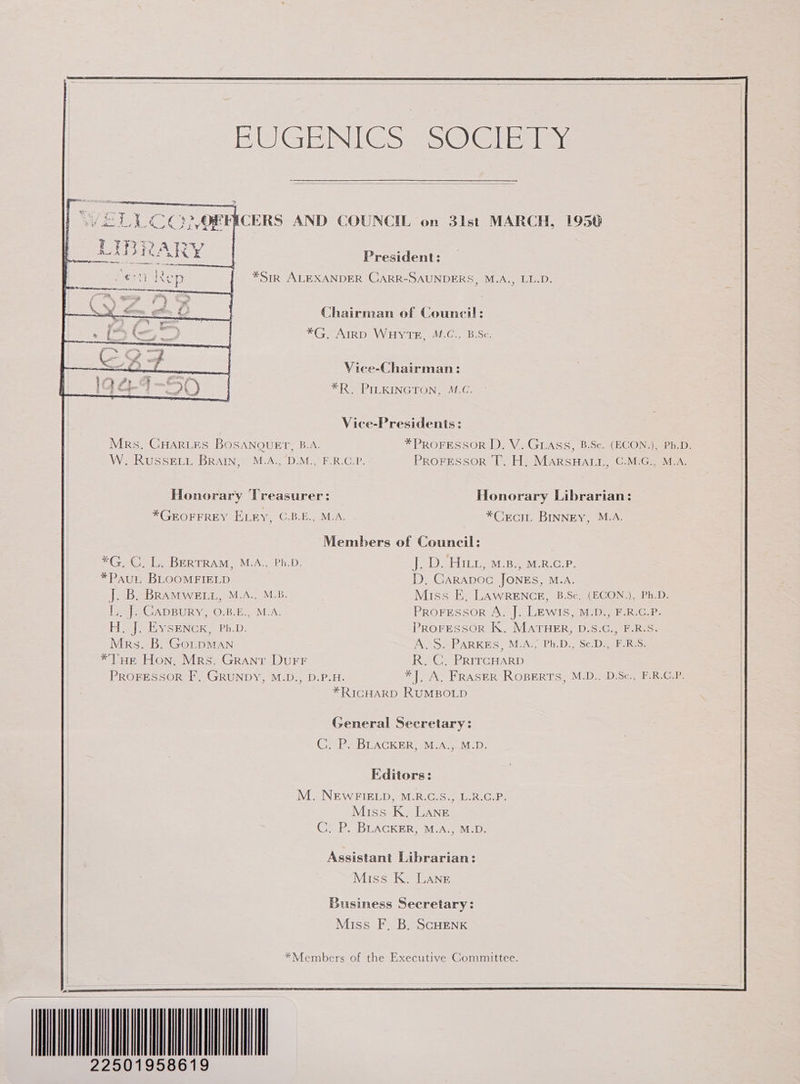 EUGENICS SOCIETY
OFFICERS AND COUNCIL on 31st MARCH, 1950
WELLCOME
LIBRARY
Gen Rep
President:
*SIR ALEXANDER CARR-SAUNDERS, M.A., LL.D.
Chairman of Council:
*G. AIRD WHYTE, M.C., B.Sc.
Vice-Chairman:
*R. PILKINGTON, M.C.
1944-50
Vice-Presidents:
MRS. CHARLES BOSANQUET, B.A. *PROFESSOR D. V. GLASS, B.Sc. (ECON.), Ph.D.
W. RUSSELL BRAIN, M.A., D.M., F.R.C.P. PROFESSOR T. H. MARSHALL, C.M.G., M.A.
Honorary Treasurer: Honorary Librarian:
*GEOFFREY ELEY, C.B.E., M.A. *CECIL BINNEY, M.A.
Members of Council:
*G. C. L. BERTRAM, M.A., Ph.D. J. D. HILL, M.B., M.R.C.P.
*PAUL BLOOMFIELD D. CARADOC JONES, M.A.
J. B. BRAMWELL, M.A., M.B. MISS E. LAWRENCE, B.Sc. (ECON.), Ph.D.
L. J. CADBURY, O.B.E., M.A. PROFESSOR A. J. LEWIS, M.D., F.R.C.P.
H. J. EYSENCK, Ph.D. PROFESSOR K. MATHER, D.S.C., F.R.S.
MRS. B. GOLDMAN A. S. PARKES, M.A., Ph.D., Sc.D., F.R.S.
*THE HON. MRS. GRANT DUFF R. C. PRITCHARD
PROFESSOR F. GRUNDY, M.D., D.P.H. *J. A. FRASER ROBERTS, M.D., D.Sc., F.R.C.P.
*RICHARD RUMBOLD
General Secretary:
C. P. BLACKER, M.A., M.D.
Editors:
M. NEWFIELD, M.R.C.S., L.R.C.P.
MISS K. LANE
C. P. BLACKER, M.A., M.D.
Assistant Librarian:
MISS K. LANE
Business Secretary:
MISS F. B. SCHENK
*Members of the Executive Committee.
22501958619